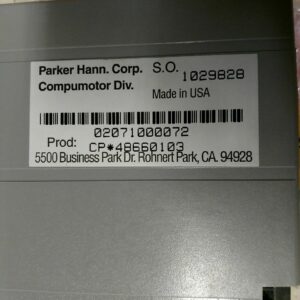 Parker Hann. Corp. S.O. 1029828
Compumotor Div. Made in USA
02071000072
Prod: CP*48660103
5500 Business Park Dr. Rohnert Park, CA. 94928